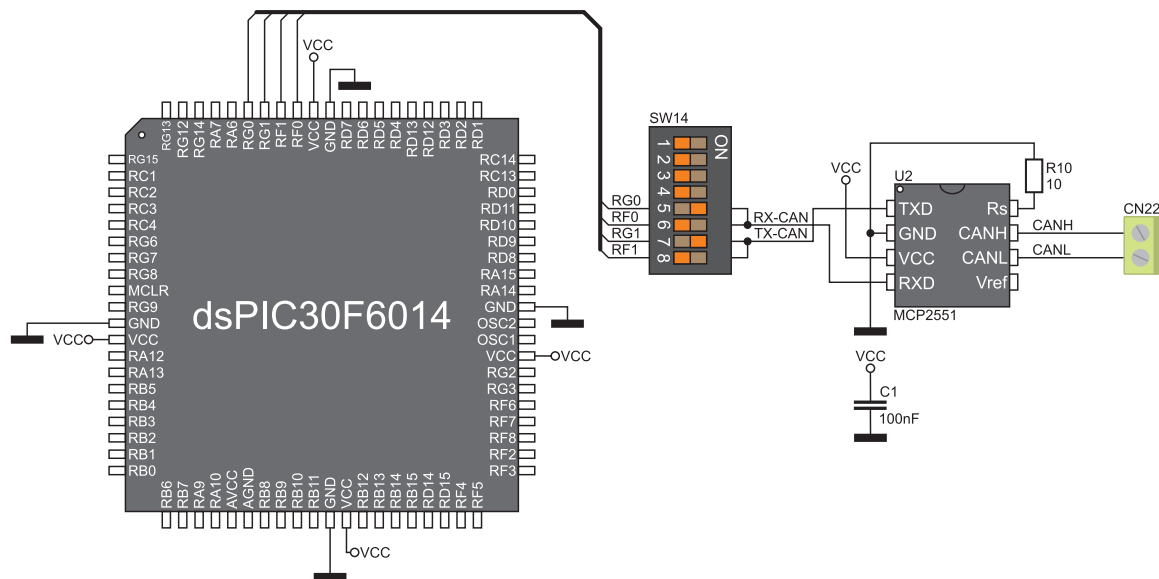 VCC
RG13
RG12
RG14
RA7
RA6
RG0
RG1
RF1
RF0
VCC
GND
RD7
RD6
RD5
RD4
RD13
RD12
RD3
RD2
RD1
RG15
RC1
RC2
RC3
RC4
RG6
RG7
RG8
MCLR
RG9
GND
VCC
VCC
RA12
RA13
RB5
RB4
RB3
RB2
RB1
RB0
dsPIC30F6014
RC14
RC13
RD0
RD11
RD10
RD9
RD8
RA15
RA14
GND
OSC2
OSC1
VCC
VCC
RG2
RG3
RF6
RF7
RF8
RF2
RF3
RB6
RB7
RA9
RA10
AVCC
AGND
RB8
RB9
RB10
RB11
GND
VCC
RB12
RB13
RB14
RB15
RD14
RD15
RF4
RF5
VCC
SW14
ON
1
2
3
4
5
6
7
8
RG0
RF0
RG1
RF1
RX-CAN
TX-CAN
VCC
U2
TXD
GND
VCC
RXD
Rs
CANH
CANL
Vref
MCP2551
R10
10
CANH
CANL
CN22
VCC
C1
100nF